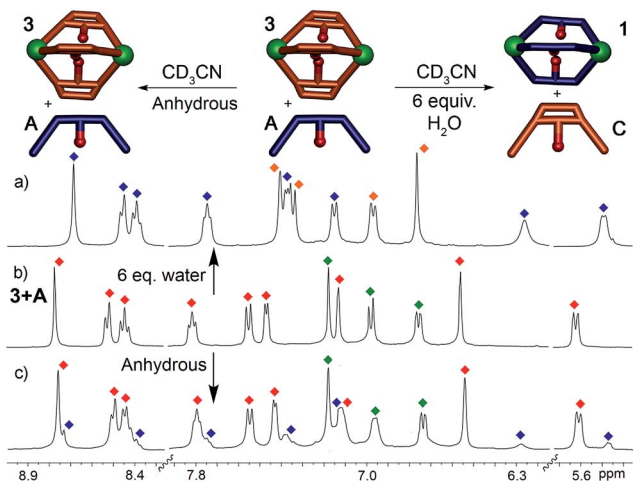 3
3
1
CD3CN
CD3CN
+
Anhydrous
+
6 equiv.
H2O
+
A
A
C
a)
b)
6 eq. water
3+A
c)
Anhydrous
8.9 8.4 7.8 7.0 6.3 5.6 ppm